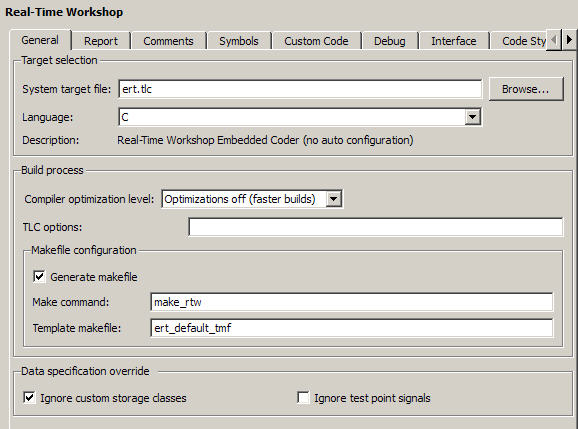 Real-Time Workshop
General Report Comments Symbols Custom Code Debug Interface Code Sty
Target selection
System target file: ert.tlc Browse...
Language: C
Description: Real-Time Workshop Embedded Coder (no auto configuration)
Build process
Compiler optimization level: Optimizations off (faster builds)
TLC options:
Makefile configuration
Generate makefile
Make command: make_rtw
Template makefile: ert_default_tmf
Data specification override
Ignore custom storage classes Ignore test point signals